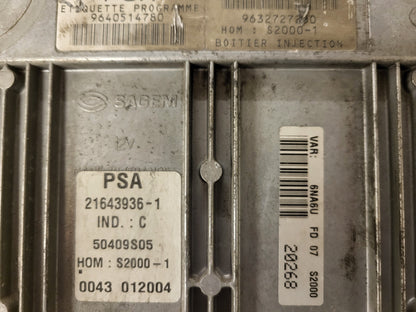 ETIQUETTE PROGRAMME
9640514780
HOM : S2000-1
BOITIER INJECTION
SAGEM
PSA
21643936-1
IND. : C
50409S05
HOM : S2000-1
0043 012004
VAR: 6NA6U FD 07 S2000
20268